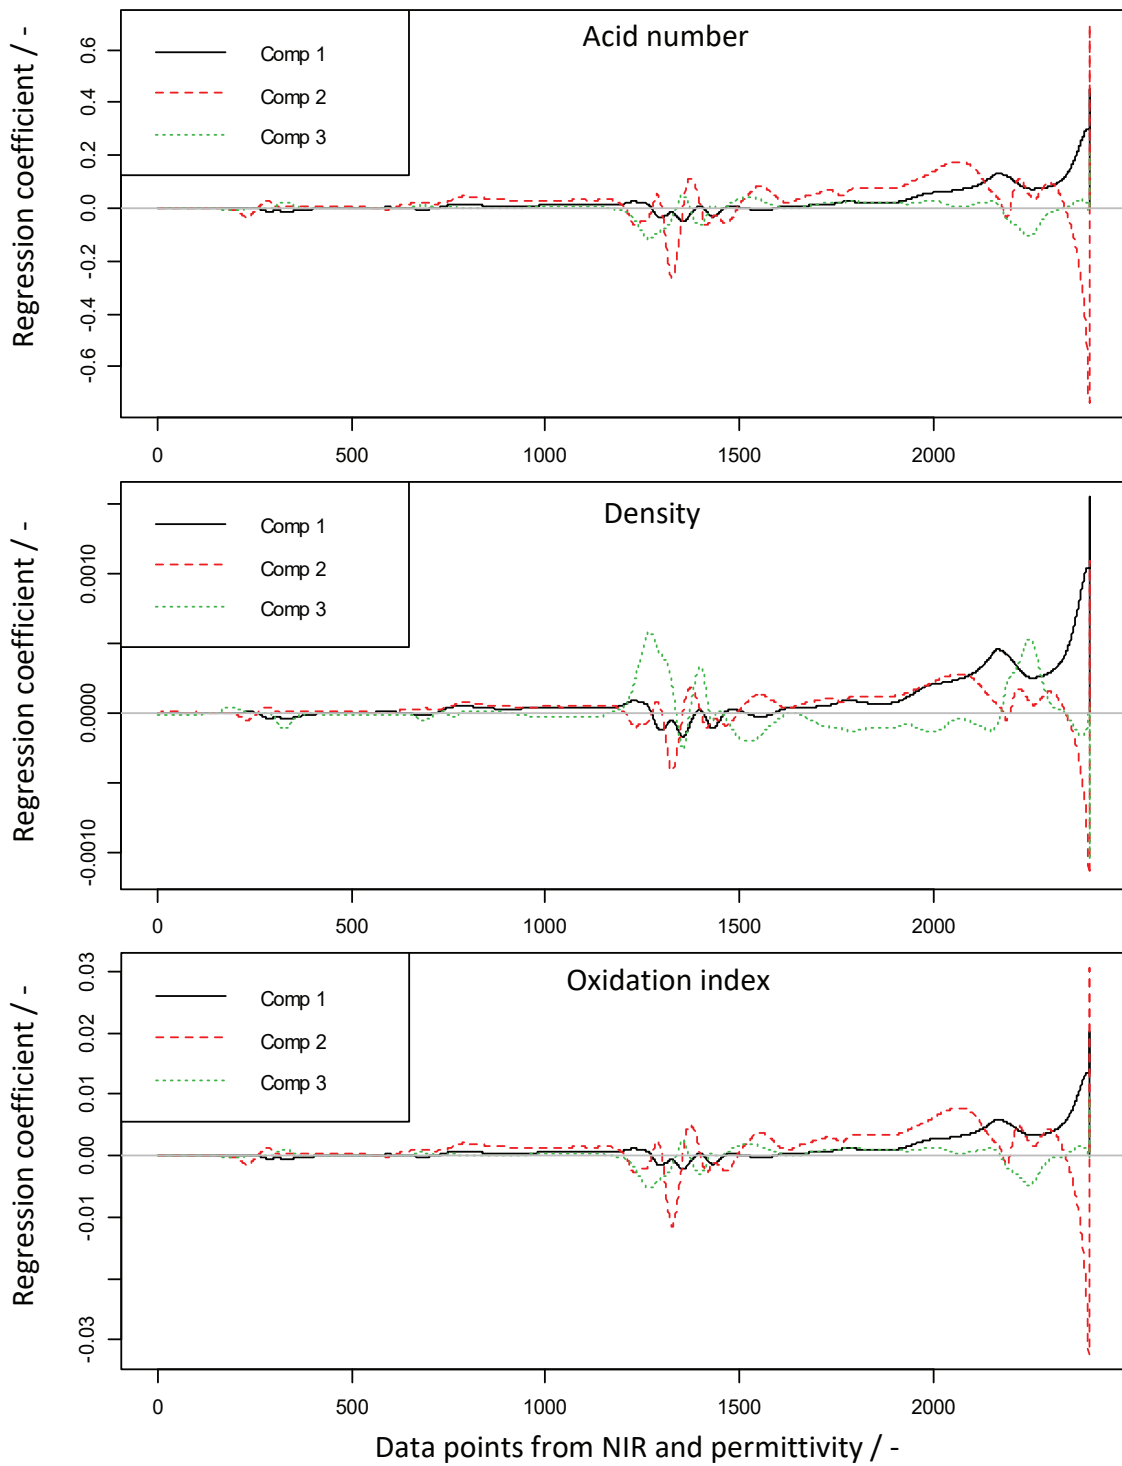 Acid number
Regression coefficient / -
Comp 1
Comp 2
Comp 3
0.6
0.4
0.2
0.0
-0.2
-0.4
-0.6
0 500 1000 1500 2000
Density
Regression coefficient / -
Comp 1
Comp 2
Comp 3
0.0010
0.0000
-0.0010
0 500 1000 1500 2000
Oxidation index
Regression coefficient / -
Comp 1
Comp 2
Comp 3
0.03
0.02
0.01
0.00
-0.01
-0.03
0 500 1000 1500 2000
Data points from NIR and permittivity / -